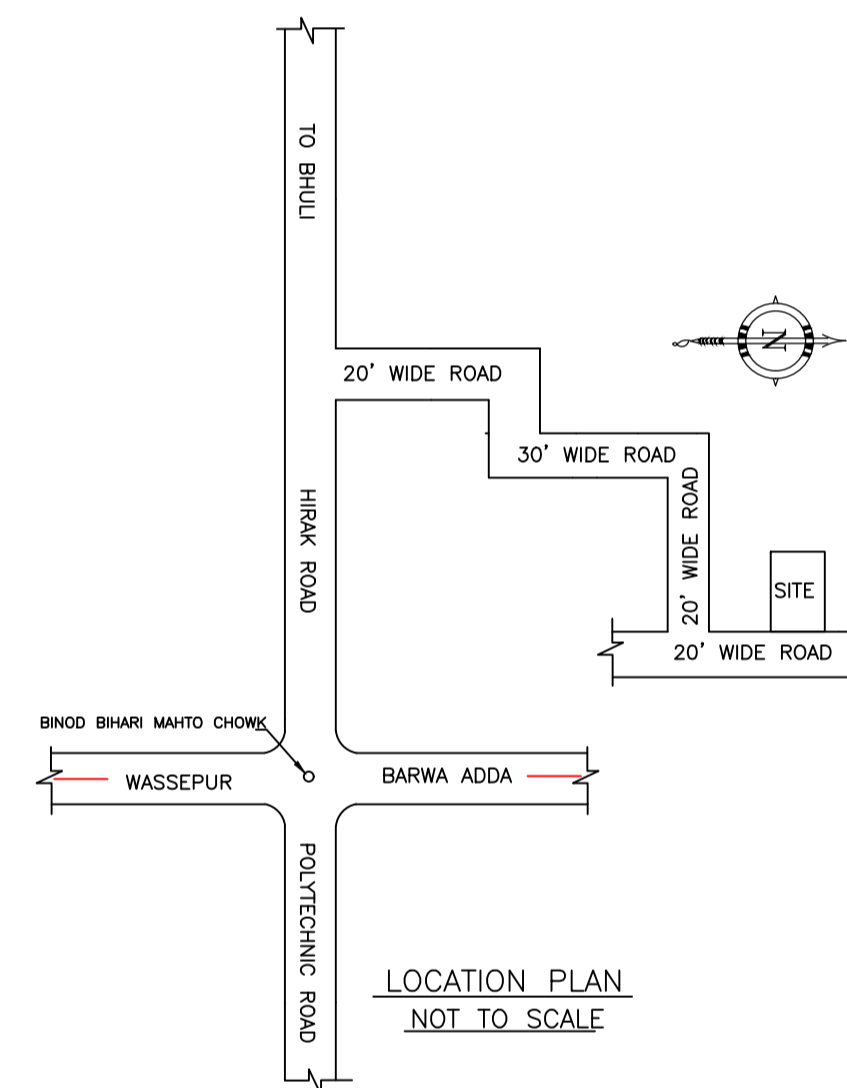 TO BHULI
N
20' WIDE ROAD
30' WIDE ROAD
20' WIDE ROAD
HIRAK ROAD
SITE
20' WIDE ROAD
BINOD BIHARI MAHTO CHOWK
WASSEPUR
BARWA ADDA
POLYTECHNIC ROAD
LOCATION PLAN
NOT TO SCALE